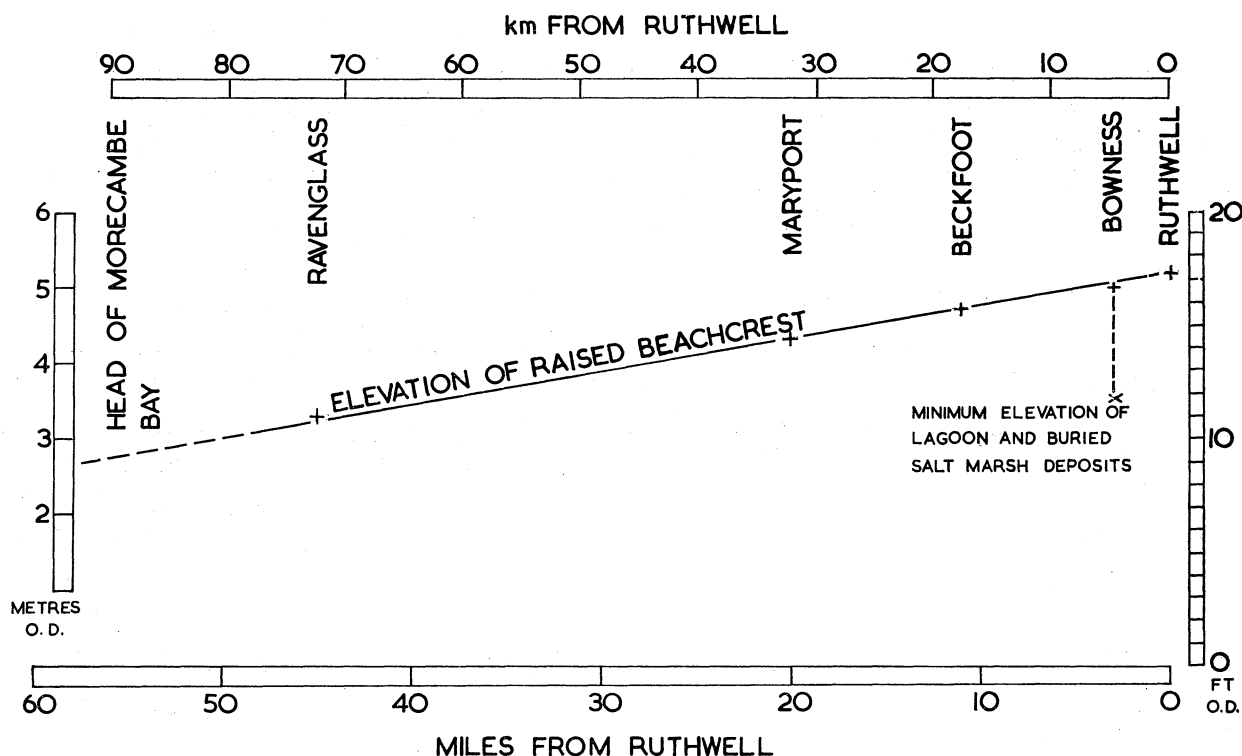 km FROM RUTHWELL
90 80 70 60 50 40 30 20 10 0
HEAD OF MORECAMBE
BAY
RAVENGLASS
MARYPORT
BECKFOOT
BOWNESS
RUTHWELL
6
5
4
3
2
METRES
O.D.
20
10
0
FT
O.D.
ELEVATION OF RAISED BEACHCREST
MINIMUM ELEVATION OF
LAGOON AND BURIED
SALT MARSH DEPOSITS
60 50 40 30 20 10 0
MILES FROM RUTHWELL